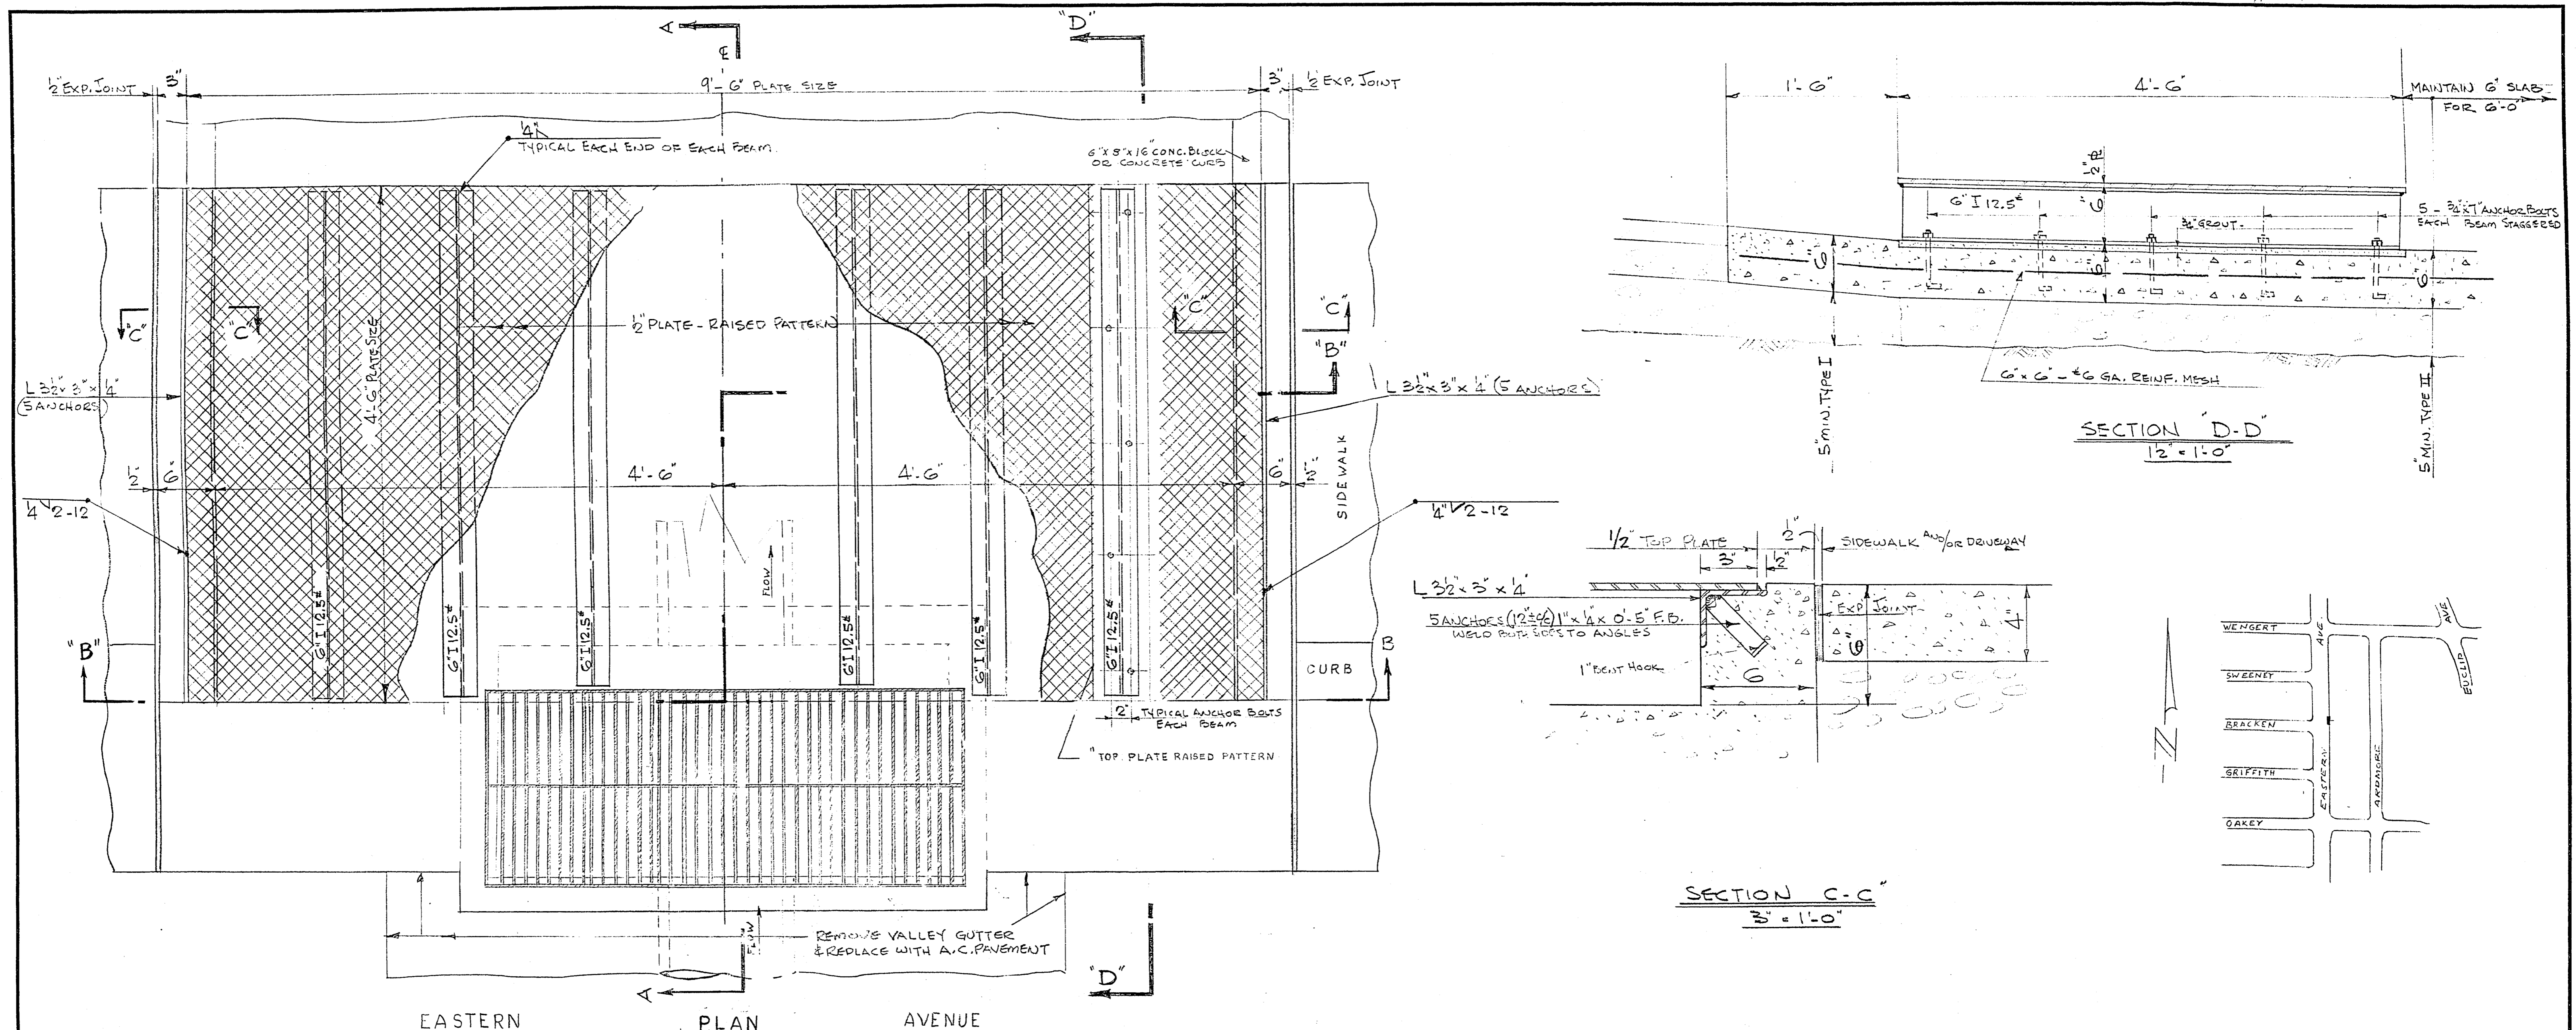 A
"D"
℄
½ EXP. JOINT
3"
9'-6" PLATE SIZE
3"
½ EXP. JOINT
¼
TYPICAL EACH END OF EACH BEAM
6"x8"x16" CONC. BLOCK
OR CONCRETE CURB
"C"
"C"
½" PLATE - RAISED PATTERN
4'-6" PLATE SIZE
"C"
"C"
"B"
L 3½" x 3" x ¼"
(5 ANCHORS)
L 3½" x 3" x ¼" (5 ANCHORS)
½"
6"
4'-6"
4'-6"
6"
½"
SIDEWALK
¼ V 2-12
¼" V 2-12
FLOW
6" I 12.5#
6" I 12.5#
6" I 12.5#
6" I 12.5#
6" I 12.5#
6" I 12.5#
"B"
B
CURB
2" TYPICAL ANCHOR BOLTS
EACH BEAM
TOP PLATE RAISED PATTERN
REMOVE VALLEY GUTTER
& REPLACE WITH A.C. PAVEMENT
FLOW
A
"D"
EASTERN PLAN AVENUE
1'-6"
4'-6"
MAINTAIN 6" SLAB
FOR 6'-0"
½" PL
6" I 12.5#
6"
¾" GROUT
5 - ¾"x7" ANCHOR BOLTS
EACH BEAM STAGGERED
6"
6"
6"
6" x 6" - #6 GA. REINF. MESH
5" MIN. TYPE I
5" MIN. TYPE II
SECTION "D-D"
1½" = 1'-0"
½"
1/2" TOP PLATE
SIDEWALK AND/OR DRIVEWAY
3"
½"
L 3½" x 3" x ¼"
5 ANCHORS (12"± ℄) 1" x ¼ x 0'-5" F.B.
WELD BOTH SIDES TO ANGLES
EXP. JOINT
4"
6"
1" BENT HOOK
6
SECTION C-C"
3" = 1'-0"
N
WENGERT
AVE
AVE
SWEENEY
EUCLIP
BRACKEN
GRIFFITH
EASTERN
ARDMORE
OAKEY